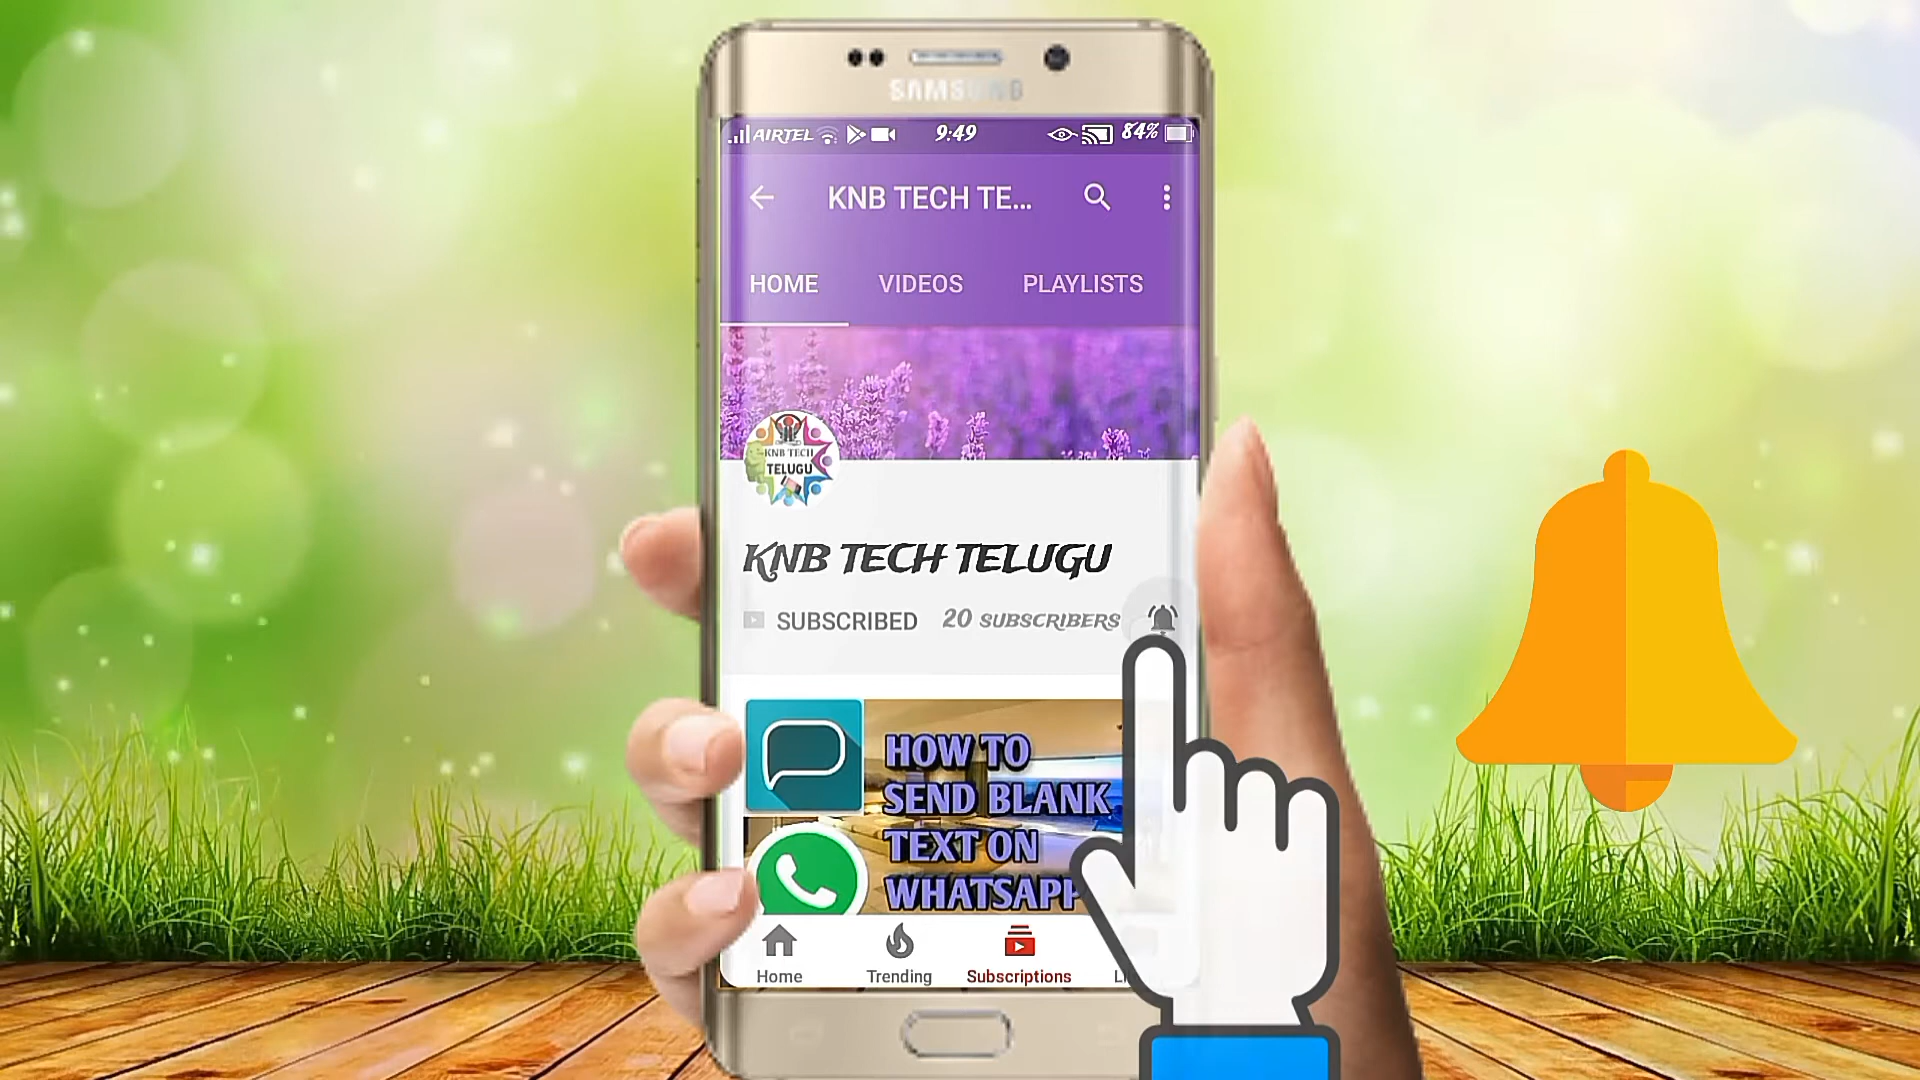 SAMSUNG
AIRTEL 9:49 84%
KNB TECH TE...
HOME VIDEOS PLAYLISTS
KNB TECH
TELUGU
KNB TECH TELUGU
SUBSCRIBED 20 SUBSCRIBERS
HOW TO
SEND BLANK
TEXT ON
WHATSAPP
Home Trending Subscriptions